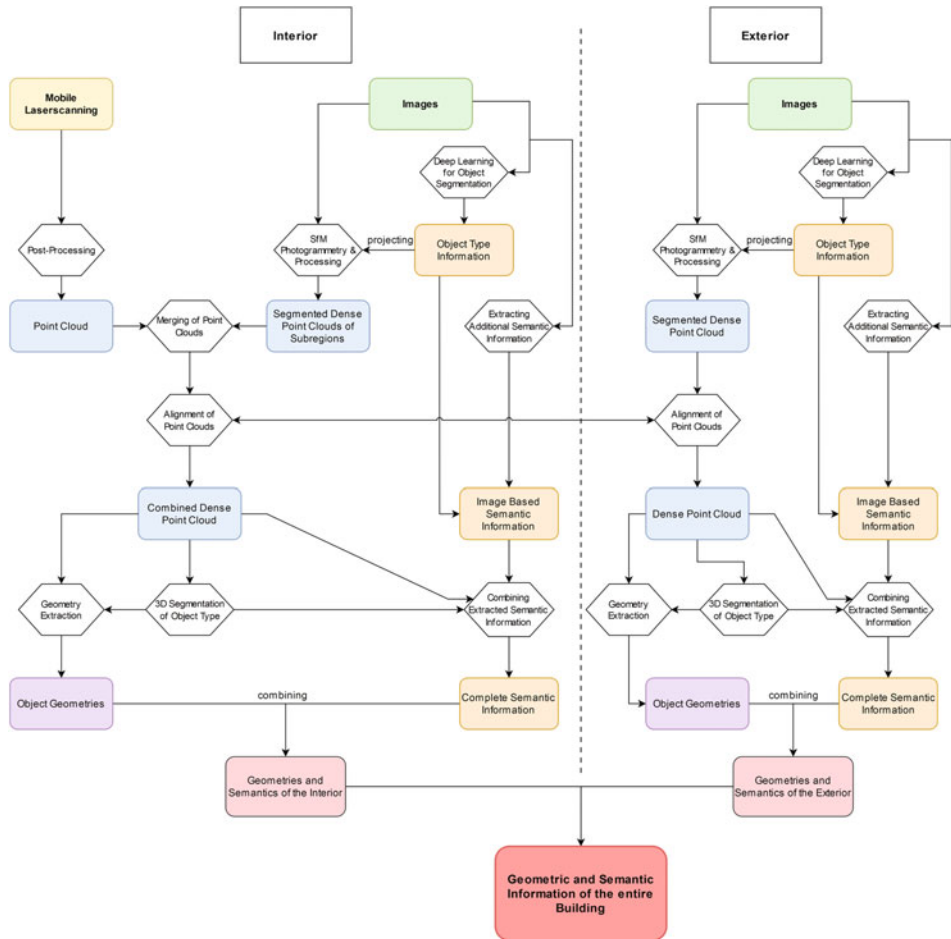 Interior
Exterior
Mobile
Laserscanning
Images
Images
Deep Learning
for Object
Segmentation
Deep Learning
for Object
Segmentation
Post-Processing
SfM
Photogrammetry &
Processing
projecting
Object Type
Information
SfM
Photogrammetry &
Processing
projecting
Object Type
Information
Point Cloud
Merging of Point
Clouds
Segmented Dense
Point Clouds of
Subregions
Extracting
Additional Semantic
Information
Segmented Dense
Point Cloud
Extracting
Additional Semantic
Information
Alignment of
Point Clouds
Alignment of
Point Clouds
Combined Dense
Point Cloud
Image Based
Semantic
Information
Dense Point Cloud
Image Based
Semantic
Information
Geometry
Extraction
3D Segmentation
of Object Type
Combining
Extracted Semantic
Information
Geometry
Extraction
3D Segmentation
of Object Type
Combining
Extracted Semantic
Information
Object Geometries
combining
Complete Semantic
Information
Object Geometries
combining
Complete Semantic
Information
Geometries and
Semantics of the Interior
Geometries and
Semantics of the Exterior
Geometric and Semantic
Information of the entire
Building